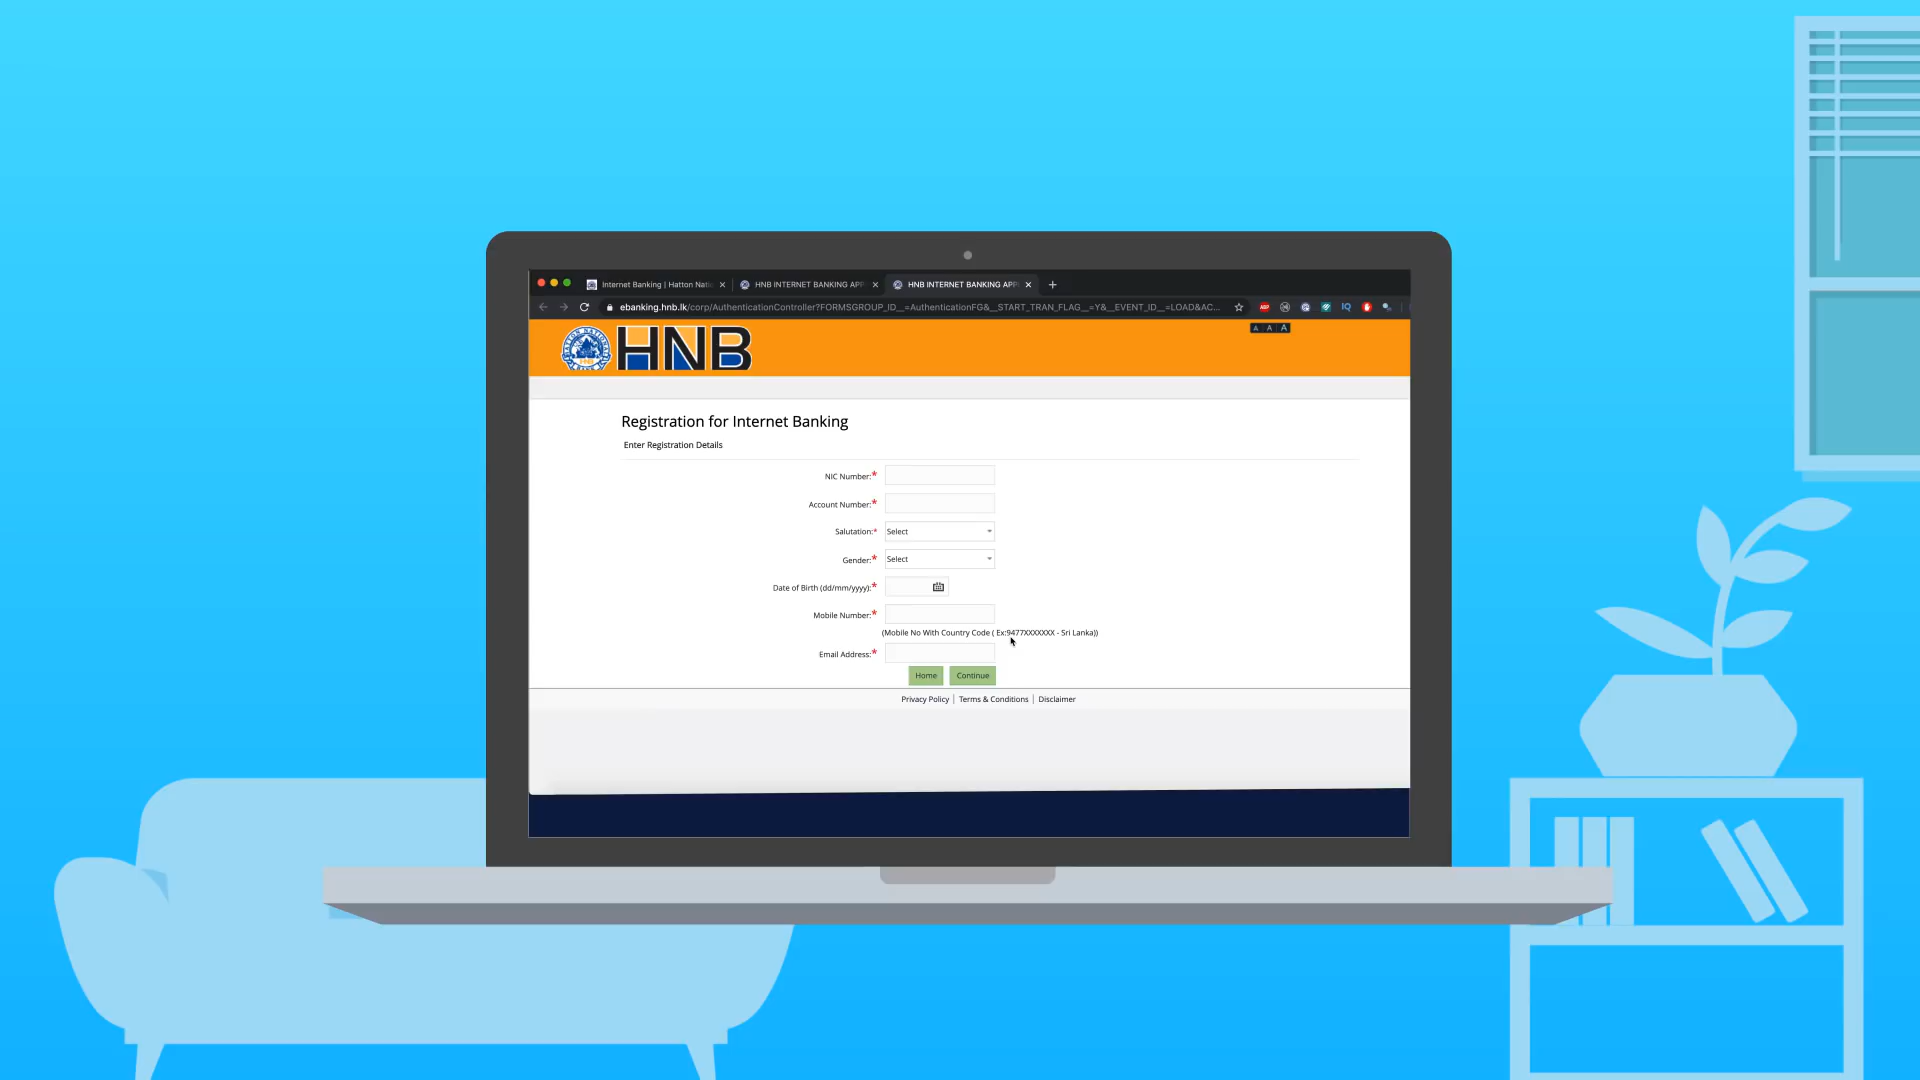 Internet Banking | Hatton Natio
HNB INTERNET BANKING APP
HNB INTERNET BANKING APP
ebanking.hnb.lk/corp/AuthenticationController?FORMSGROUP_ID__=AuthenticationFG&__START_TRAN_FLAG__=Y&__EVENT_ID__=LOAD&AC...
HNB
A A A
Registration for Internet Banking
Enter Registration Details
NIC Number:*
Account Number:*
Salutation:* Select
Gender:* Select
Date of Birth (dd/mm/yyyy):*
Mobile Number:*
(Mobile No With Country Code ( Ex:9477XXXXXXX - Sri Lanka))
Email Address:*
Home Continue
Privacy Policy | Terms & Conditions | Disclaimer